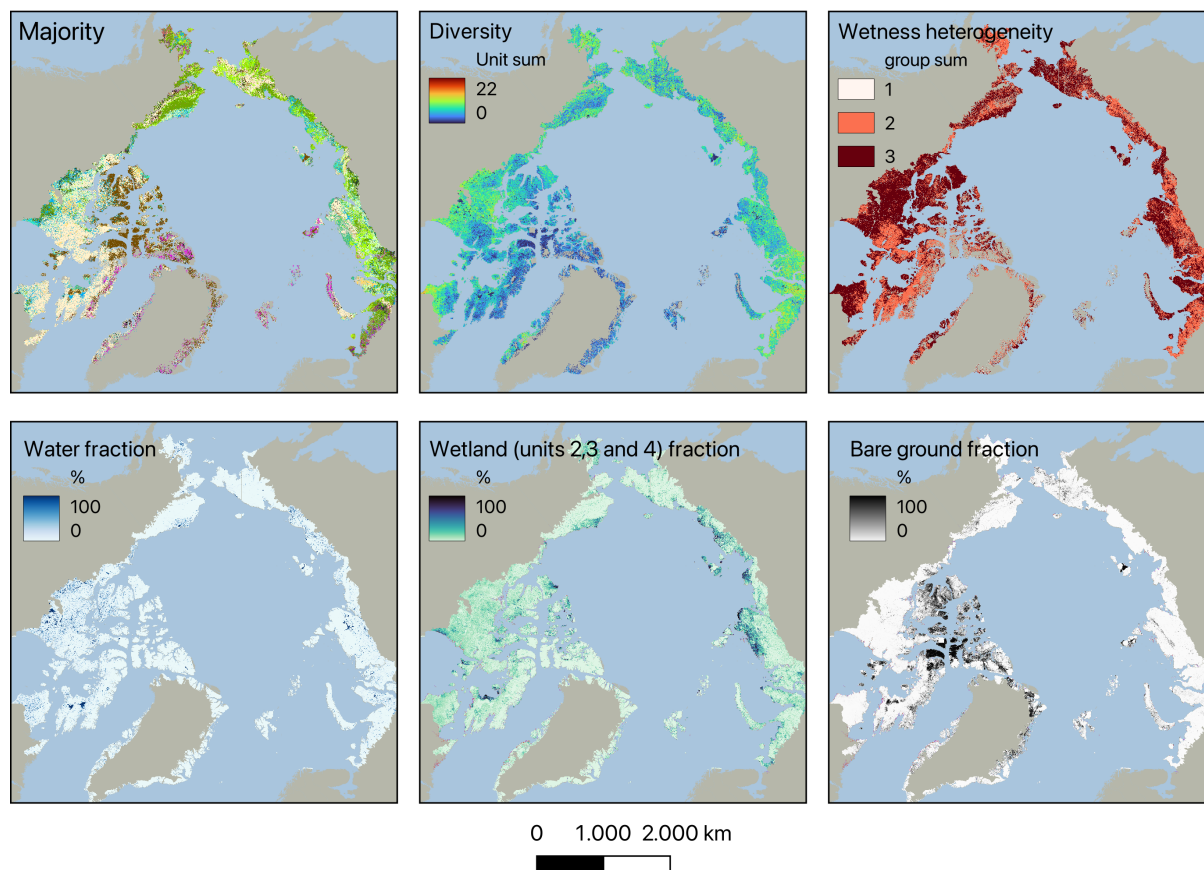 Majority
Diversity
Unit sum
22
0
Wetness heterogeneity
group sum
1
2
3
Water fraction
%
100
0
Wetland (units 2,3 and 4) fraction
%
100
0
Bare ground fraction
%
100
0
0 1.000 2.000 km